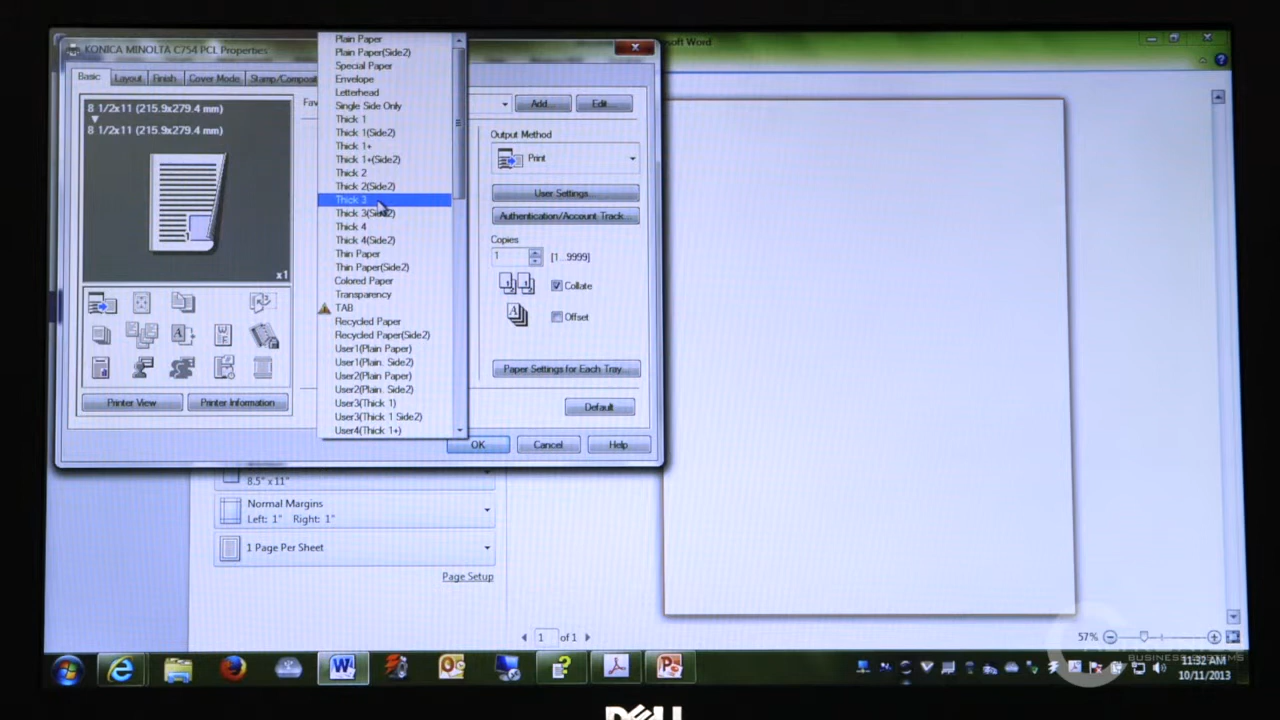 KONICA MINOLTA C754 PCL Properties
soft Word
Basic
Layout
Finish
Cover Mode
Stamp/Composit
8 1/2x11 (215.9x279.4 mm)
8 1/2x11 (215.9x279.4 mm)
x1
Printer View
Printer Information
Fav
Add...
Edit...
Plain Paper
Plain Paper(Side2)
Special Paper
Envelope
Letterhead
Single Side Only
Thick 1
Thick 1(Side2)
Thick 1+
Thick 1+(Side2)
Thick 2
Thick 2(Side2)
Thick 3
Thick 3(Side2)
Thick 4
Thick 4(Side2)
Thin Paper
Thin Paper(Side2)
Colored Paper
Transparency
TAB
Recycled Paper
Recycled Paper(Side2)
User1(Plain Paper)
User1(Plain. Side2)
User2(Plain Paper)
User2(Plain. Side2)
User3(Thick 1)
User3(Thick 1 Side2)
User4(Thick 1+)
Output Method
Print
User Settings...
Authentication/Account Track...
Copies
1
[1...9999]
Collate
Offset
Paper Settings for Each Tray...
Default
OK
Cancel
Help
8.5" x 11"
Normal Margins
Left: 1" Right: 1"
1 Page Per Sheet
Page Setup
1 of 1
57%
11:32 AM
10/11/2013
BUSINESS SYSTEMS
DELL